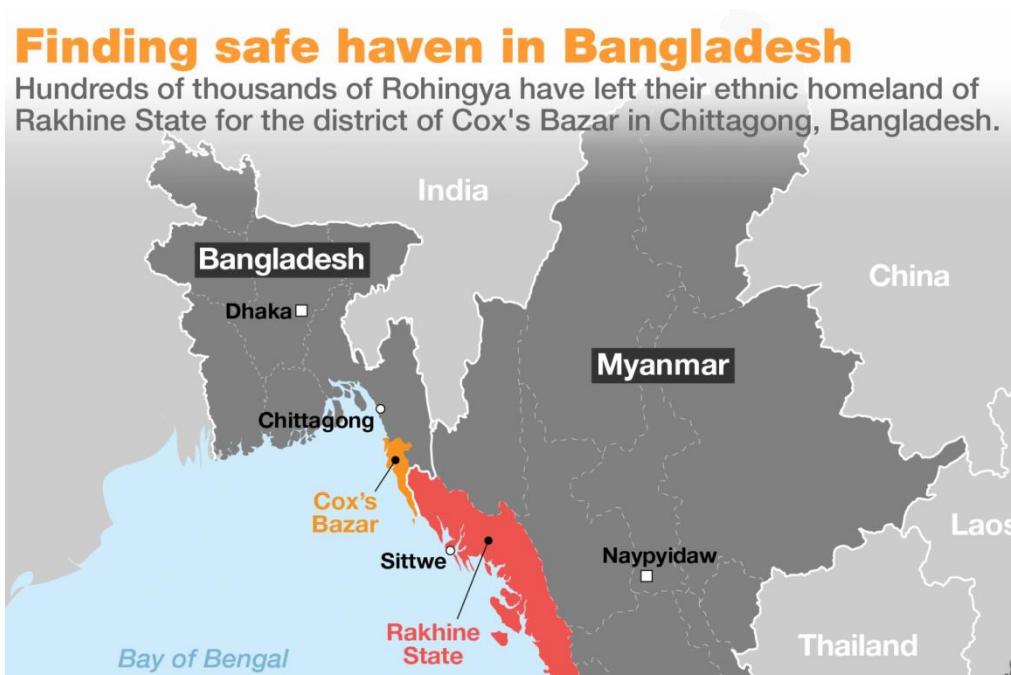 Finding safe haven in Bangladesh
Hundreds of thousands of Rohingya have left their ethnic homeland of
Rakhine State for the district of Cox's Bazar in Chittagong, Bangladesh.
India
Bangladesh
China
Dhaka
Myanmar
Chittagong
Cox's
Bazar
Laos
Sittwe
Naypyidaw
Rakhine
State
Thailand
Bay of Bengal